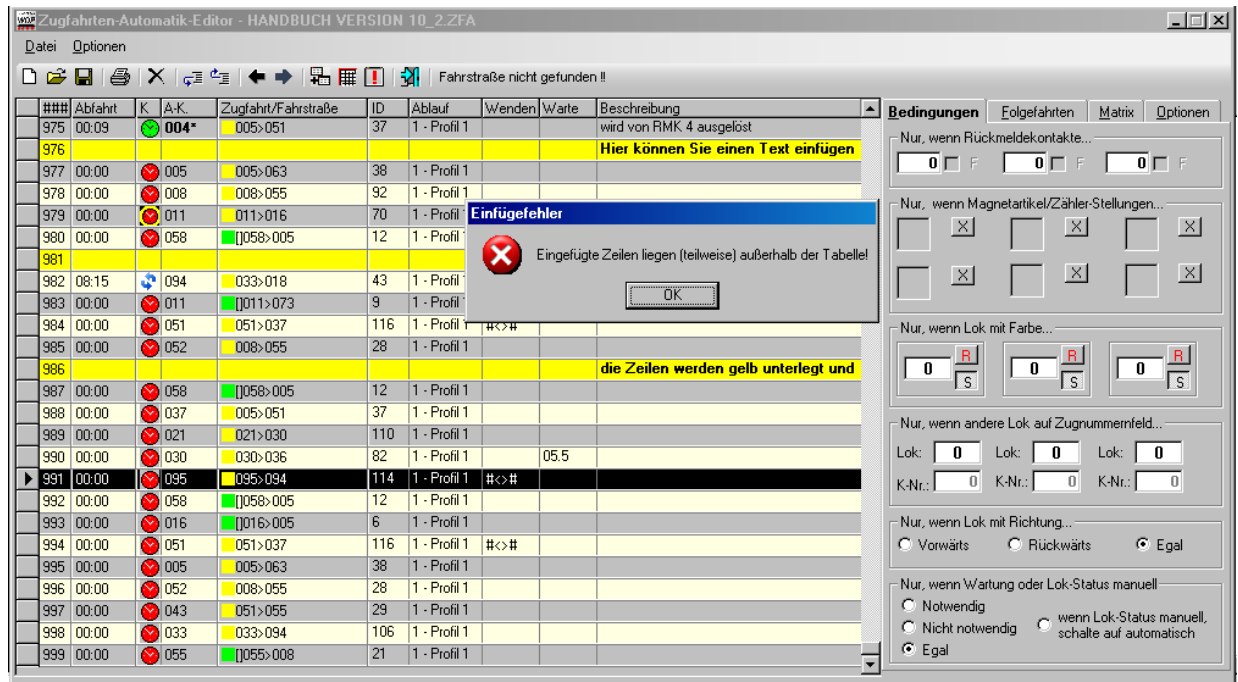 WDP Zugfahrten-Automatik-Editor - HANDBUCH VERSION 10_2.ZFA
Datei Optionen
Fahrstraße nicht gefunden !!
### Abfahrt K A-K. Zugfahrt/Fahrstraße ID Ablauf Wenden Warte Beschreibung
975 00:09 004* 005>051 37 1 - Profil 1 wird von RMK 4 ausgelöst
976 Hier können Sie einen Text einfügen
977 00:00 005 005>063 38 1 - Profil 1
978 00:00 008 008>055 92 1 - Profil 1
979 00:00 011 011>016 70 1 - Profil
980 00:00 058 []058>005 12 1 - Profil
981
982 08:15 094 033>018 43 1 - Profil
983 00:00 011 []011>073 9 1 - Profil
984 00:00 051 051>037 116 1 - Profil 1 #<>#
985 00:00 052 008>055 28 1 - Profil 1
986 die Zeilen werden gelb unterlegt und
987 00:00 058 []058>005 12 1 - Profil 1
988 00:00 037 005>051 37 1 - Profil 1
989 00:00 021 021>030 110 1 - Profil 1
990 00:00 030 030>036 82 1 - Profil 1 05.5
991 00:00 095 095>094 114 1 - Profil 1 #<>#
992 00:00 058 []058>005 12 1 - Profil 1
993 00:00 016 []016>005 6 1 - Profil 1
994 00:00 051 051>037 116 1 - Profil 1 #<>#
995 00:00 005 005>063 38 1 - Profil 1
996 00:00 052 008>055 28 1 - Profil 1
997 00:00 043 051>055 29 1 - Profil 1
998 00:00 033 033>094 106 1 - Profil 1
999 00:00 055 []055>008 21 1 - Profil 1
Einfügefehler
Eingefügte Zeilen liegen (teilweise) außerhalb der Tabelle!
OK
Bedingungen Folgefahrten Matrix Optionen
Nur, wenn Rückmeldekontakte...
0 F 0 F 0 F
Nur, wenn Magnetartikel/Zähler-Stellungen...
X X X
X X X
Nur, wenn Lok mit Farbe...
0 R S 0 R S 0 R S
Nur, wenn andere Lok auf Zugnummernfeld...
Lok: 0 Lok: 0 Lok: 0
K-Nr.: 0 K-Nr.: 0 K-Nr.: 0
Nur, wenn Lok mit Richtung...
Vorwärts Rückwärts Egal
Nur, wenn Wartung oder Lok-Status manuell
Notwendig
Nicht notwendig
Egal
wenn Lok-Status manuell,
schalte auf automatisch